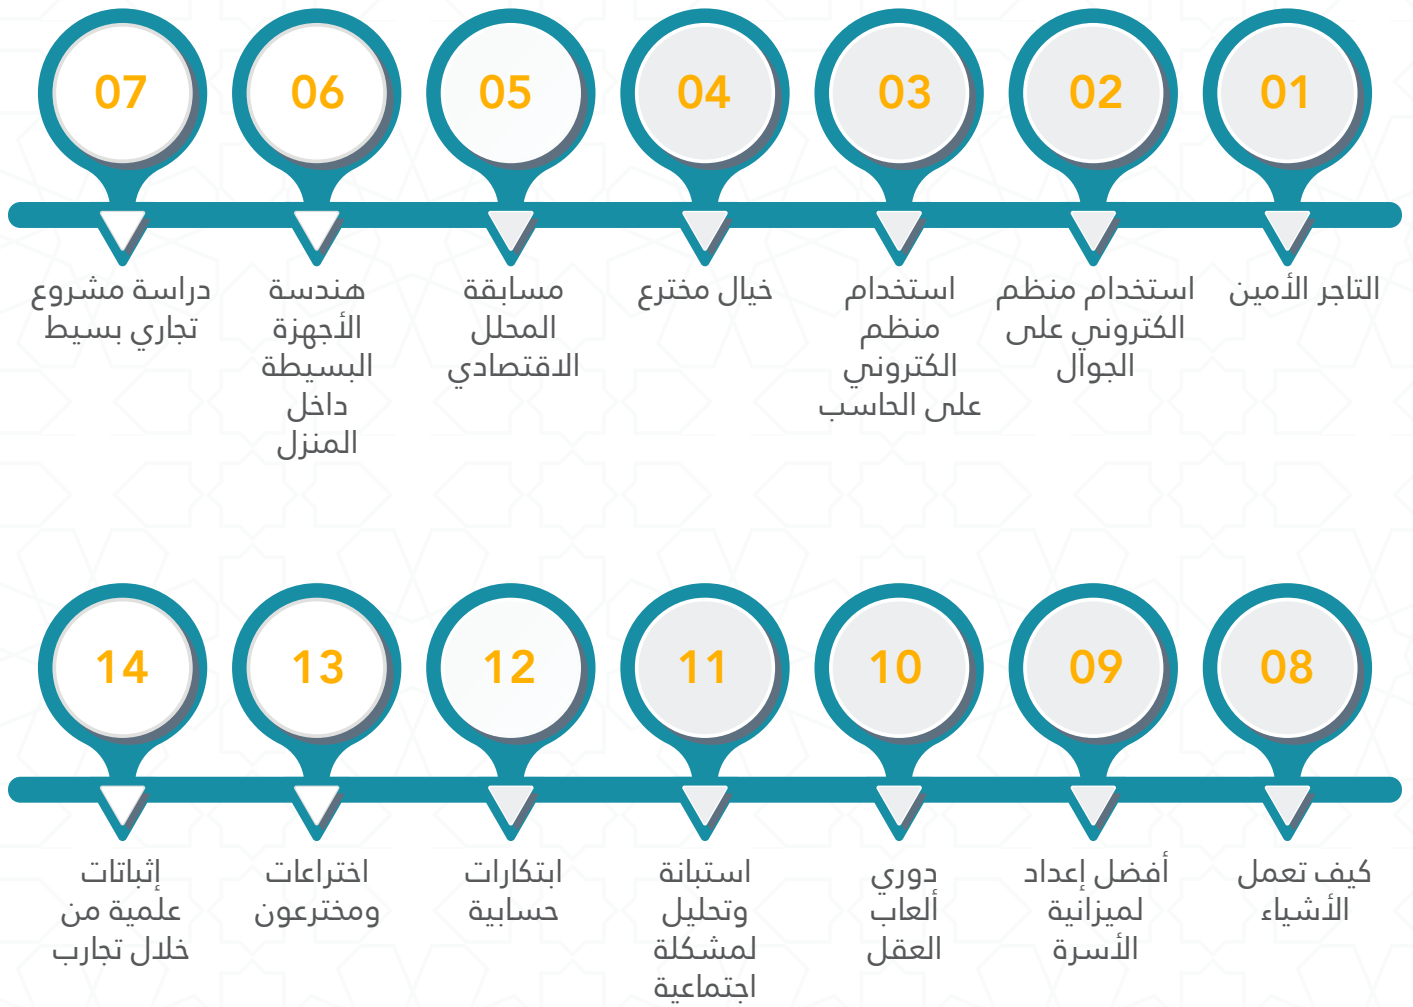 01
التاجر الأمين
02
استخدام منظم
الكتروني على
الجوال
03
استخدام
منظم
الكتروني
على الحاسب
04
خيال مخترع
05
مسابقة
المحلل
الاقتصادي
06
هندسة
الأجهزة
البسيطة
داخل
المنزل
07
دراسة مشروع
تجاري بسيط
08
كيف تعمل
الأشياء
09
أفضل إعداد
لميزانية
الأسرة
10
دوري
ألعاب
العقل
11
استبانة
وتحليل
لمشكلة
اجتماعية
12
ابتكارات
حسابية
13
اختراعات
ومخترعون
14
إثباتات
علمية من
خلال تجارب